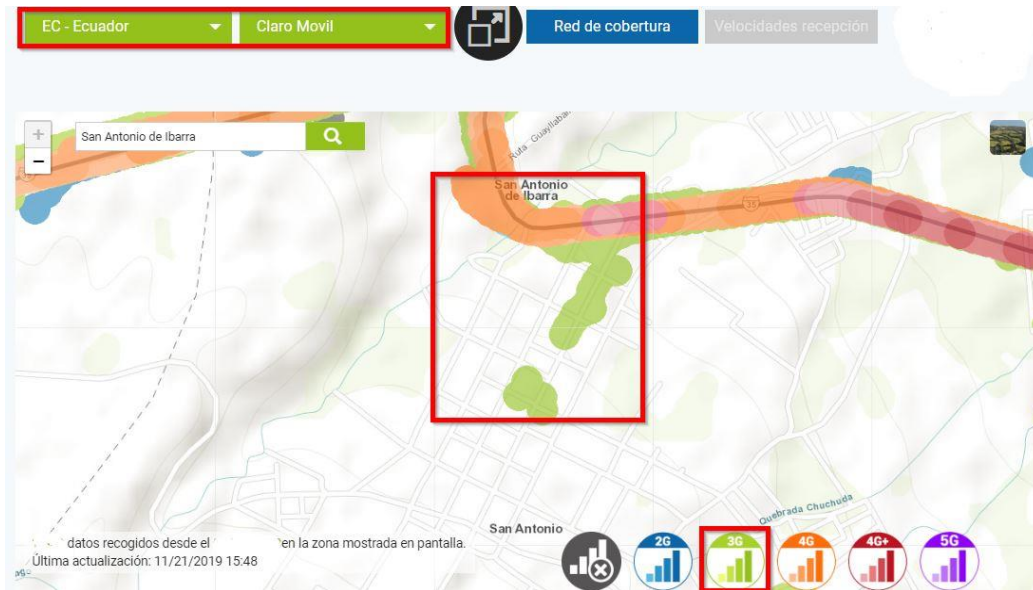 EC - Ecuador
Claro Movil
Red de cobertura
Velocidades recepción
+
San Antonio de Ibarra
−
Ruta - Guayllaba
San Antonio
de Ibarra
35
Quebrada Chuchuda
San Antonio
datos recogidos desde el en la zona mostrada en pantalla.
Última actualización: 11/21/2019 15:48
2G
3G
4G
4G+
5G